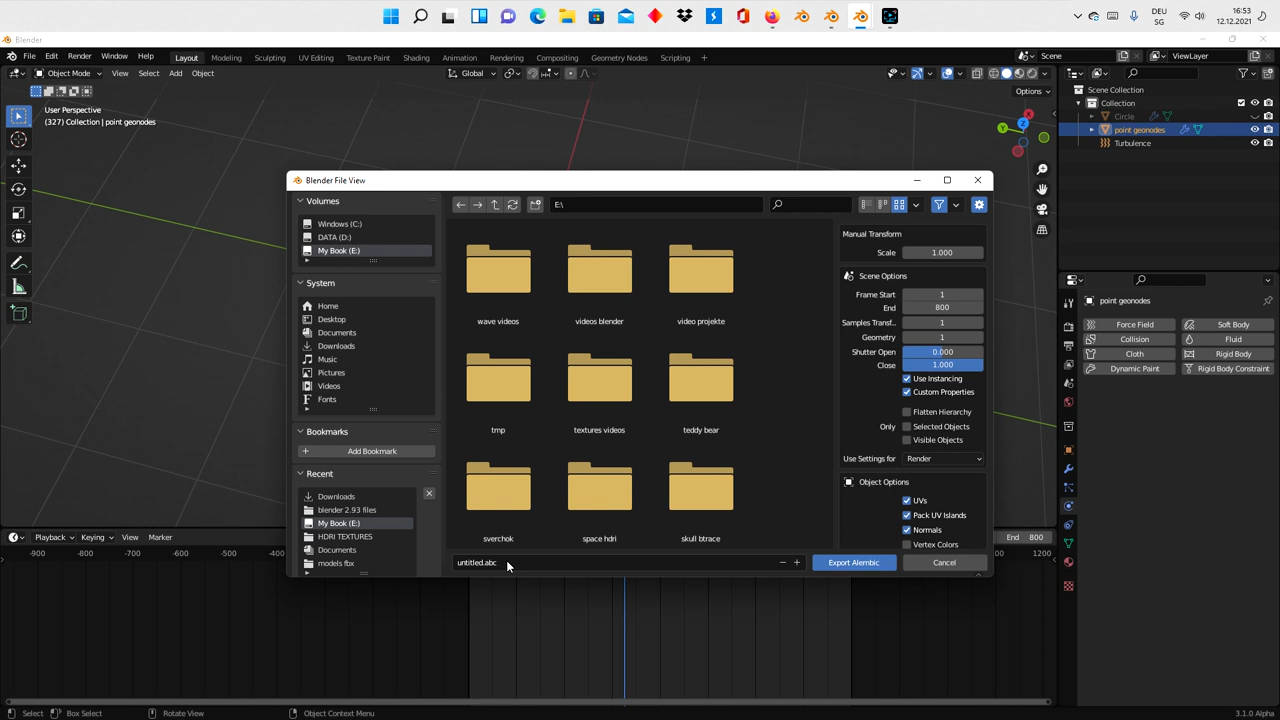 DEU
SG
16:53
12.12.2021
Blender
File Edit Render Window Help
Layout Modeling Sculpting UV Editing Texture Paint Shading Animation Rendering Compositing Geometry Nodes Scripting +
Scene
ViewLayer
Object Mode View Select Add Object
Global
Options
User Perspective
(327) Collection | point geonodes
X
Y
Z
Scene Collection
Collection
Circle
point geonodes
Turbulence
Blender File View
Volumes
Windows (C:)
DATA (D:)
My Book (E:)
System
Home
Desktop
Documents
Downloads
Music
Pictures
Videos
Fonts
Bookmarks
Add Bookmark
Recent
Downloads
blender 2.93 files
My Book (E:)
HDRI TEXTURES
Documents
models fbx
E:\
wave videos
videos blender
video projekte
tmp
textures videos
teddy bear
sverchok
space hdri
skull btrace
untitled.abc
Export Alembic
Cancel
Manual Transform
Scale 1.000
Scene Options
Frame Start 1
End 800
Samples Transf... 1
Geometry 1
Shutter Open 0.000
Close 1.000
Use Instancing
Custom Properties
Flatten Hierarchy
Only Selected Objects
Visible Objects
Use Settings for Render
Object Options
UVs
Pack UV Islands
Normals
Vertex Colors
point geonodes
Force Field Soft Body
Collision Fluid
Cloth Rigid Body
Dynamic Paint Rigid Body Constraint
Playback Keying View Marker
End 800
-900 -800 -700 -600 -500 -400 -300 -200 -100 1200
Select Box Select Rotate View Object Context Menu
3.1.0 Alpha